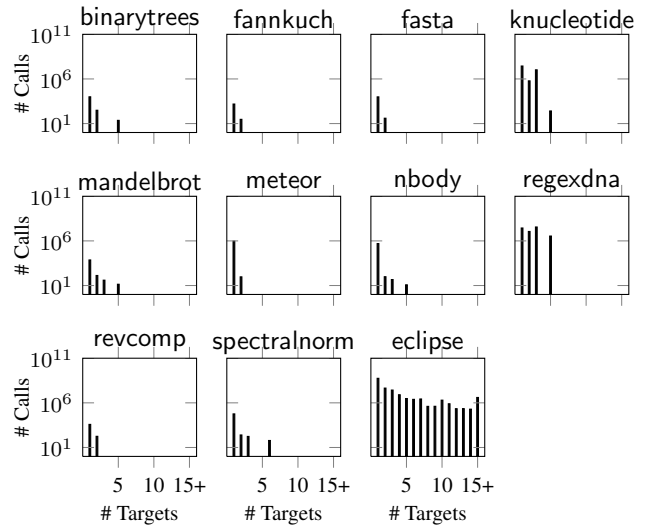 binarytrees fannkuch fasta knucleotide
10^11
10^6
10^1
# Calls
mandelbrot meteor nbody regexdna
10^11
10^6
10^1
# Calls
revcomp spectralnorm eclipse
10^11
10^6
10^1
# Calls
5 10 15+ 5 10 15+ 5 10 15+
# Targets # Targets # Targets